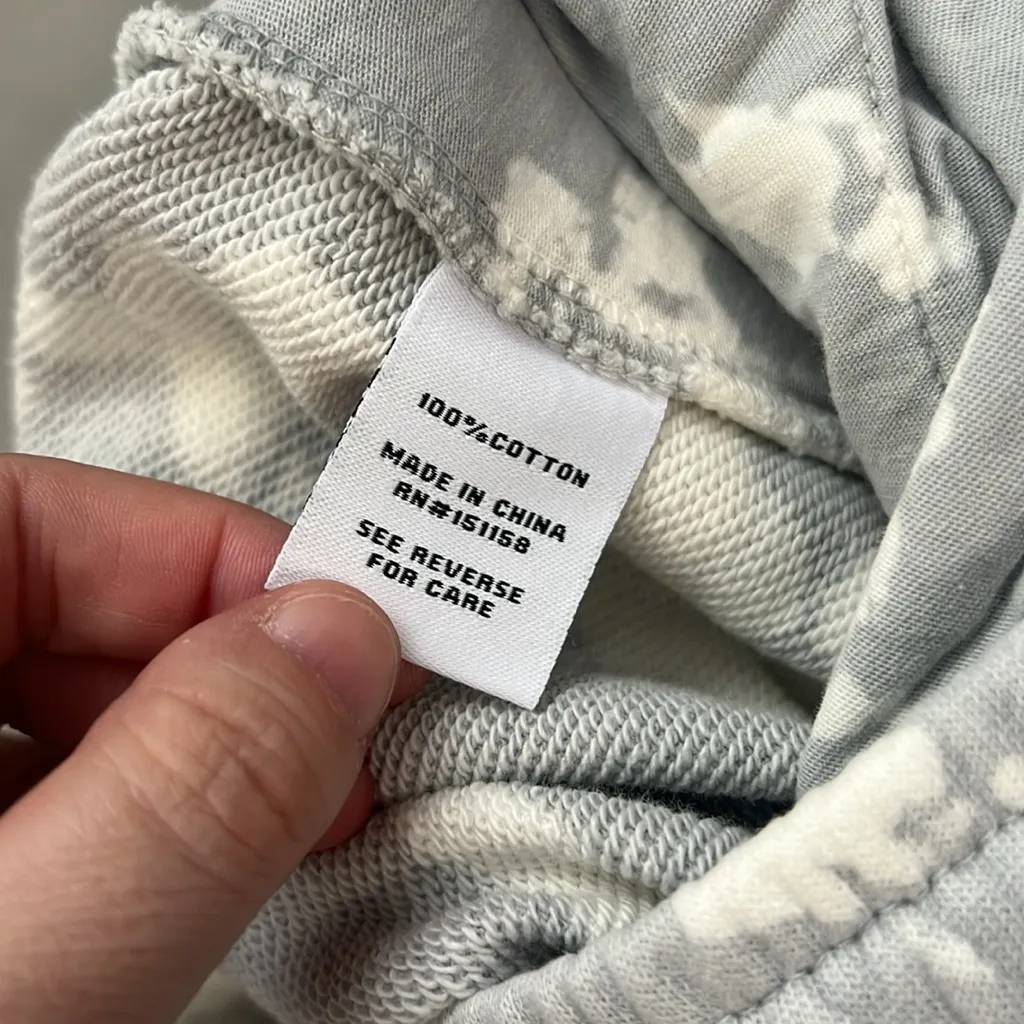 100%COTTON
MADE IN CHINA
RN#151158
SEE REVERSE
FOR CARE